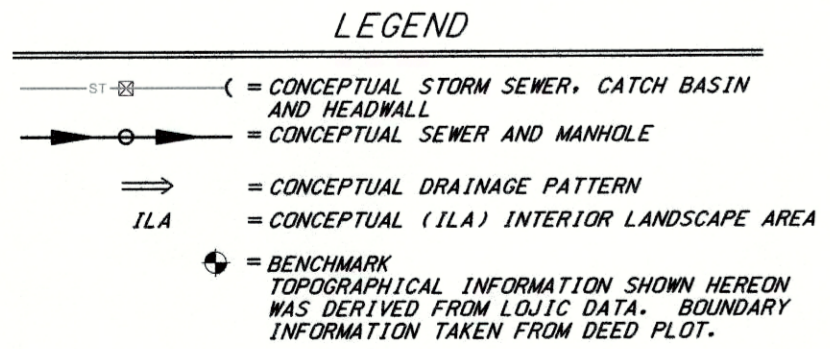 LEGEND
ST = CONCEPTUAL STORM SEWER, CATCH BASIN
AND HEADWALL
= CONCEPTUAL SEWER AND MANHOLE
= CONCEPTUAL DRAINAGE PATTERN
ILA = CONCEPTUAL (ILA) INTERIOR LANDSCAPE AREA
= BENCHMARK
TOPOGRAPHICAL INFORMATION SHOWN HEREON
WAS DERIVED FROM LOJIC DATA. BOUNDARY
INFORMATION TAKEN FROM DEED PLOT.